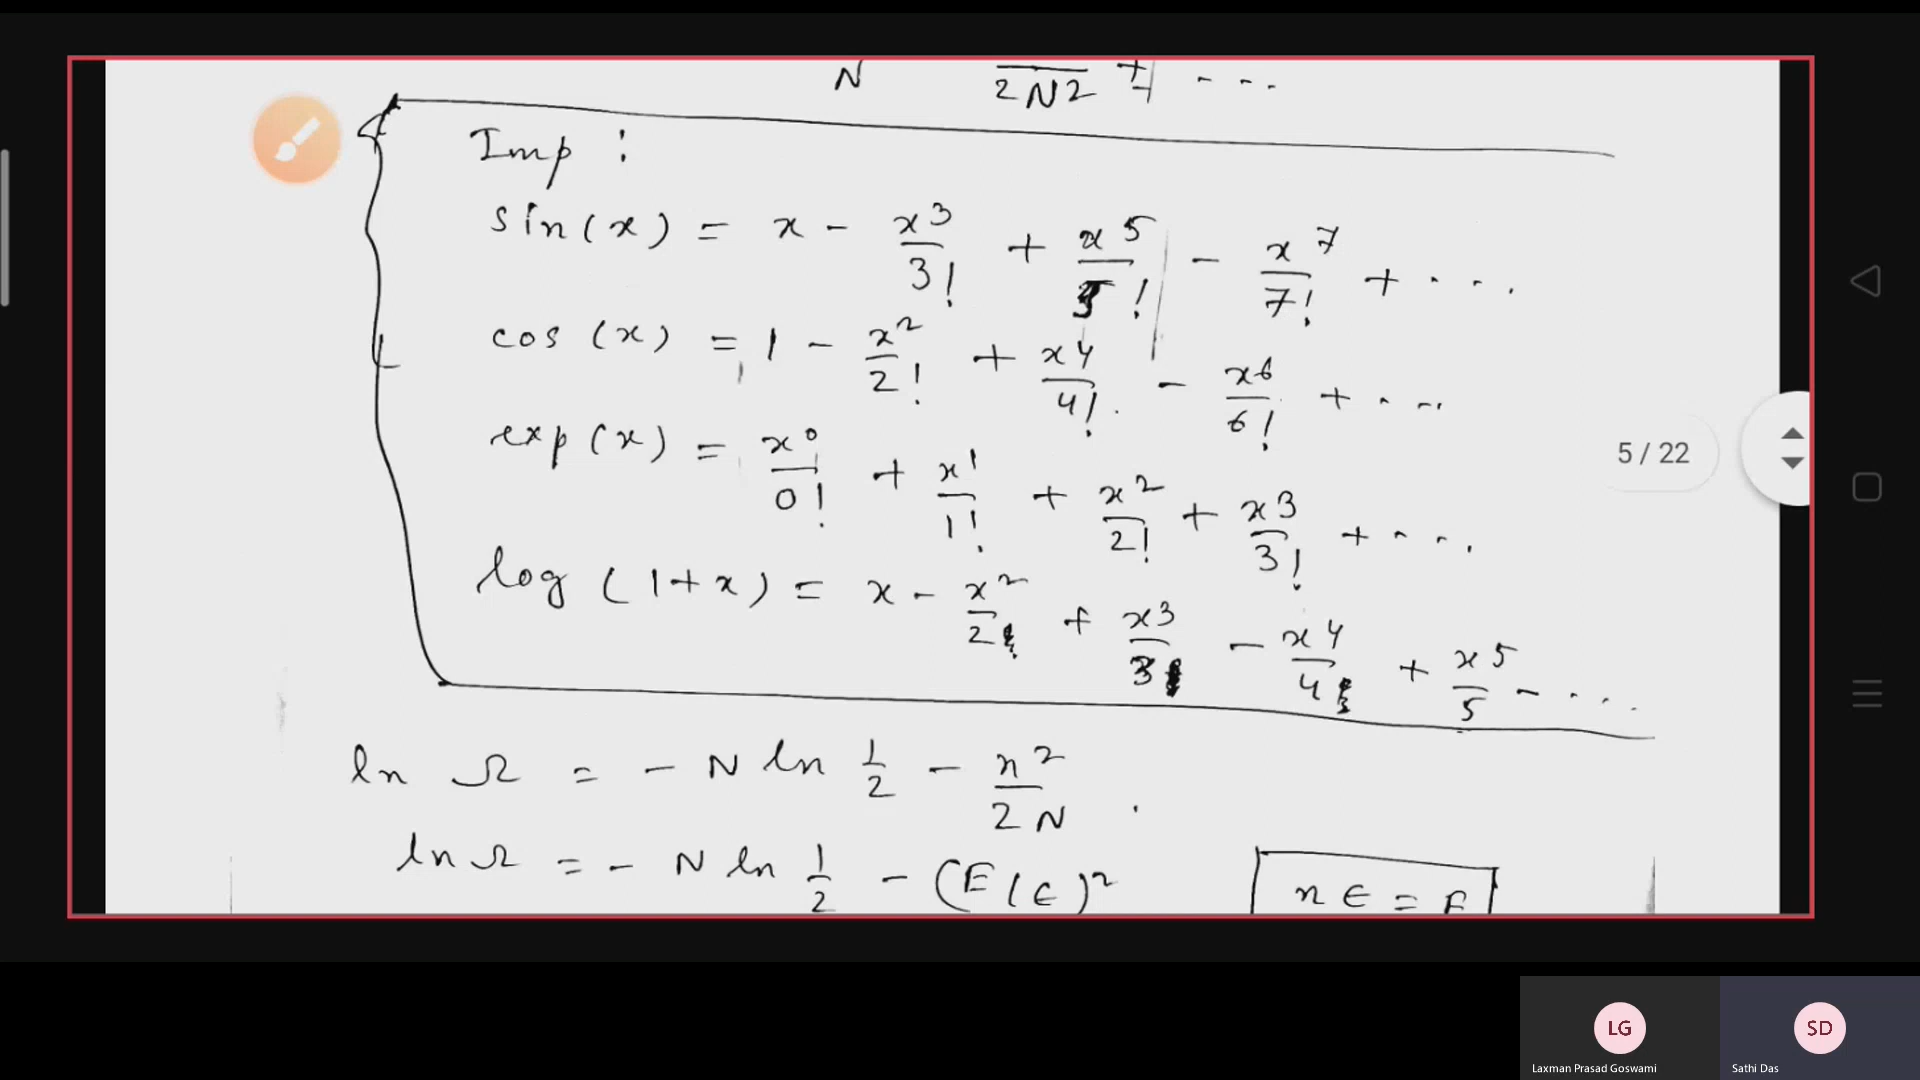 N 2N2 + - - ..
Imp :
sin(x) = x - x3/3! + x5/5! - x7/7! + - - ..
cos (x) = 1 - x2/2! + x4/4! - x6/6! + - - ..
exp (x) = x0/0! + x1/1! + x2/2! + x3/3! + - - ..
log (1+x) = x - x2/2 + x3/3 - x4/4 + x5/5 - - ..
5 / 22
ln Ω = - N ln 1/2 - n2/2N .
ln Ω = - N ln 1/2 - (E/ϵ)2
nϵ = E
LG
SD
Laxman Prasad Goswami
Sathi Das